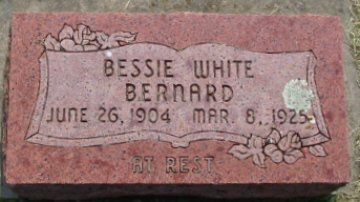 BESSIE WHITE
BERNARD
JUNE 26, 1904 MAR. 8, 1925
AT REST